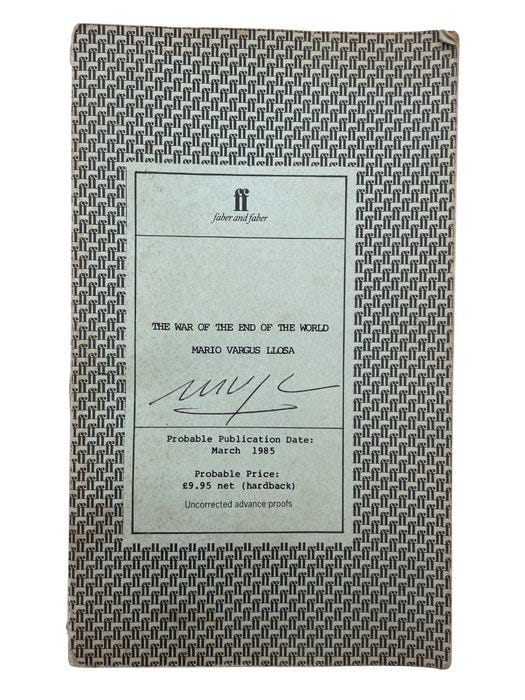 ff
faber and faber
THE WAR OF THE END OF THE WORLD
MARIO VARGUS LLOSA
Probable Publication Date:
March 1985
Probable Price:
£9.95 net (hardback)
Uncorrected advance proofs